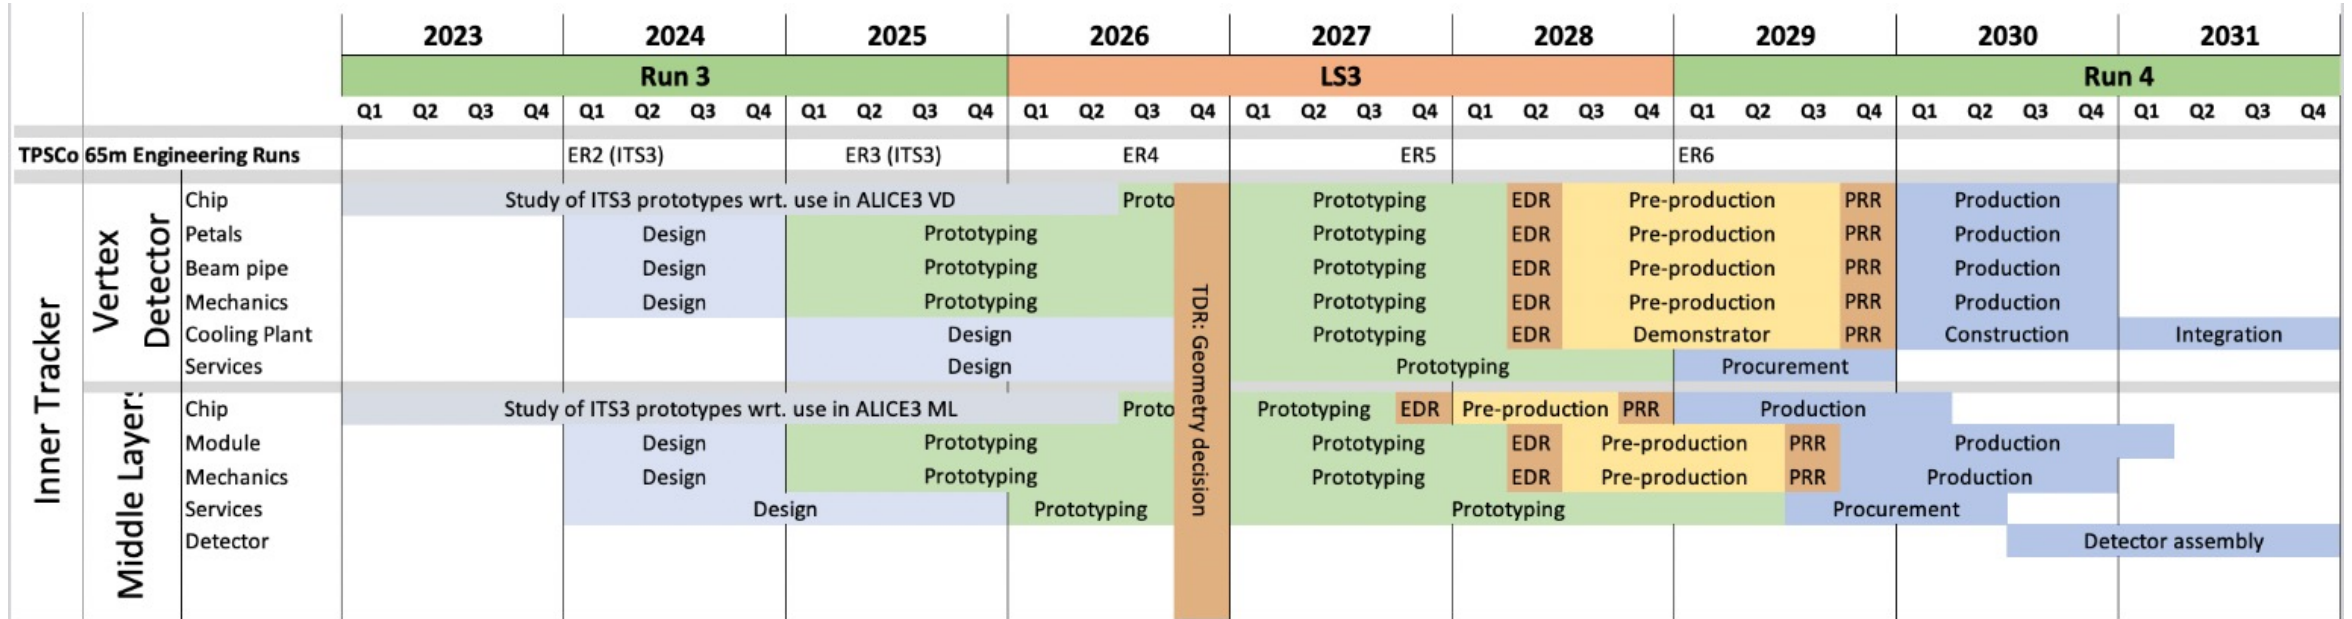 2023 2024 2025 2026 2027 2028 2029 2030 2031
Run 3 LS3 Run 4
Q1 Q2 Q3 Q4 Q1 Q2 Q3 Q4 Q1 Q2 Q3 Q4 Q1 Q2 Q3 Q4 Q1 Q2 Q3 Q4 Q1 Q2 Q3 Q4 Q1 Q2 Q3 Q4 Q1 Q2 Q3 Q4 Q1 Q2 Q3 Q4
TPSCo 65m Engineering Runs ER2 (ITS3) ER3 (ITS3) ER4 ER5 ER6
Inner Tracker
Vertex
Detector
Chip Study of ITS3 prototypes wrt. use in ALICE3 VD Proto Prototyping EDR Pre-production PRR Production
Petals Design Prototyping Prototyping EDR Pre-production PRR Production
Beam pipe Design Prototyping Prototyping EDR Pre-production PRR Production
Mechanics Design Prototyping Prototyping EDR Pre-production PRR Production
Cooling Plant Design Prototyping EDR Demonstrator PRR Construction Integration
Services Design Prototyping Procurement
TDR: Geometry decision
Middle Layers
Chip Study of ITS3 prototypes wrt. use in ALICE3 ML Proto Prototyping EDR Pre-production PRR Production
Module Design Prototyping Prototyping EDR Pre-production PRR Production
Mechanics Design Prototyping Prototyping EDR Pre-production PRR Production
Services Design Prototyping Prototyping Procurement
Detector Detector assembly